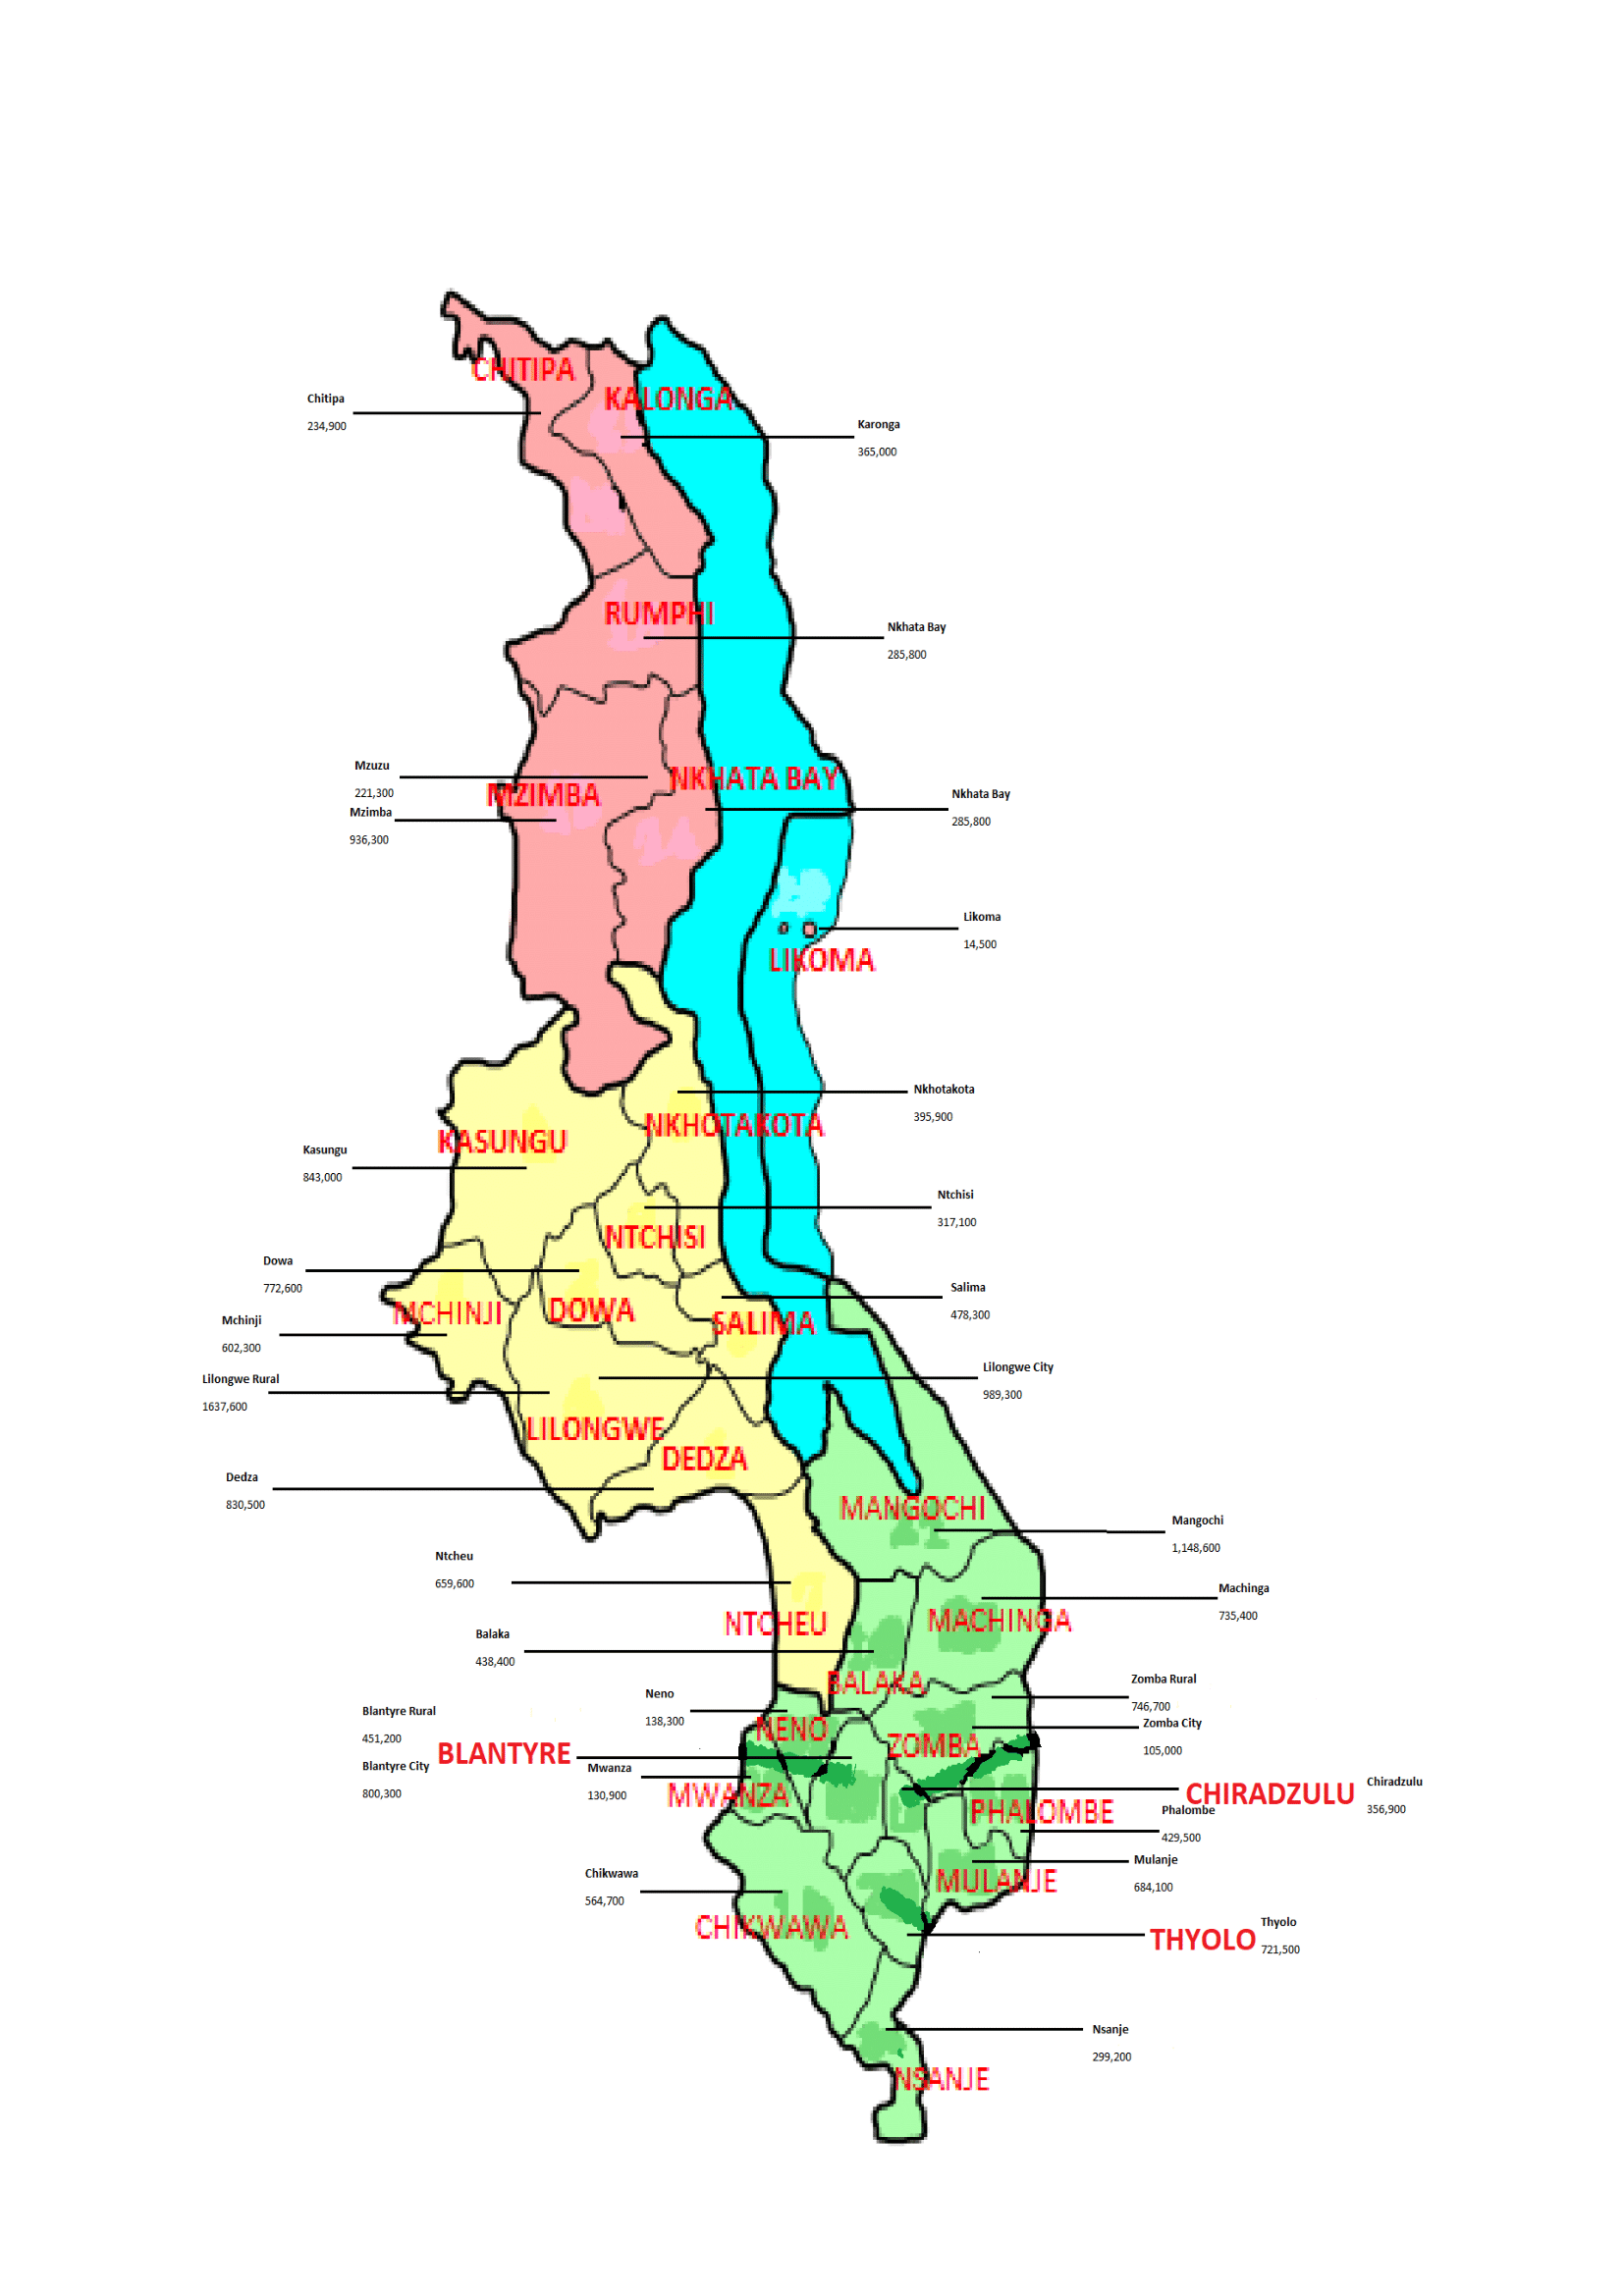 CHITIPA
KALONGA
Chitipa
234,900
Karonga
365,000
RUMPHI
Nkhata Bay
285,800
Mzuzu
221,300
MZIMBA
NKHATA BAY
Mzimba
936,300
Nkhata Bay
285,800
Likoma
14,500
LIKOMA
Nkhotakota
395,900
NKHOTAKOTA
KASUNGU
Kasungu
843,000
Ntchisi
317,100
NTCHISI
Dowa
772,600
Salima
478,300
MCHINJI
DOWA
SALIMA
Mchinji
602,300
Lilongwe City
989,300
Lilongwe Rural
1637,600
LILONGWE
DEDZA
Dedza
830,500
MANGOCHI
Mangochi
1,148,600
Ntcheu
659,600
Machinga
735,400
NTCHEU
MACHINGA
Balaka
438,400
BALAKA
Zomba Rural
746,700
Neno
138,300
Zomba City
105,000
NENO
ZOMBA
Blantyre Rural
451,200
BLANTYRE
Blantyre City
800,300
Mwanza
130,900
MWANZA
CHIRADZULU
Chiradzulu
356,900
PHALOMBE
Phalombe
429,500
Mulanje
684,100
MULANJE
Chikwawa
564,700
CHIKWAWA
THYOLO
Thyolo
721,500
Nsanje
299,200
NSANJE